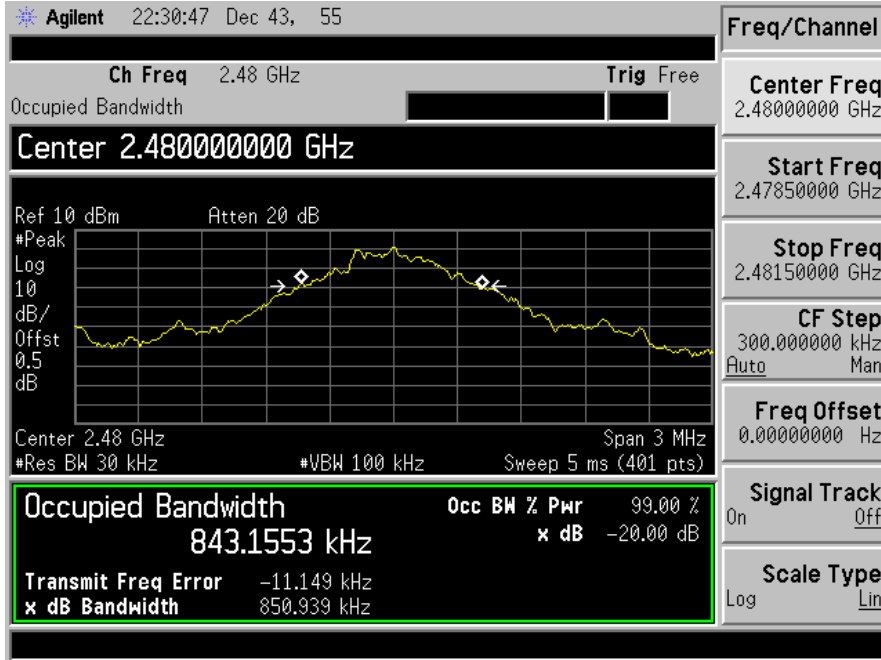 Agilent 22:30:47 Dec 43, 55
Freq/Channel
Ch Freq 2.48 GHz Trig Free
Occupied Bandwidth
Center 2.480000000 GHz
Ref 10 dBm Atten 20 dB
#Peak
Log
10
dB/
Offst
0.5
dB
Center 2.48 GHz Span 3 MHz
#Res BW 30 kHz #VBW 100 kHz Sweep 5 ms (401 pts)
Occupied Bandwidth Occ BW % Pwr 99.00 %
843.1553 kHz x dB -20.00 dB
Transmit Freq Error -11.149 kHz
x dB Bandwidth 850.939 kHz
Center Freq
2.48000000 GHz
Start Freq
2.47850000 GHz
Stop Freq
2.48150000 GHz
CF Step
300.000000 kHz
Auto Man
Freq Offset
0.00000000 Hz
Signal Track
On Off
Scale Type
Log Lin